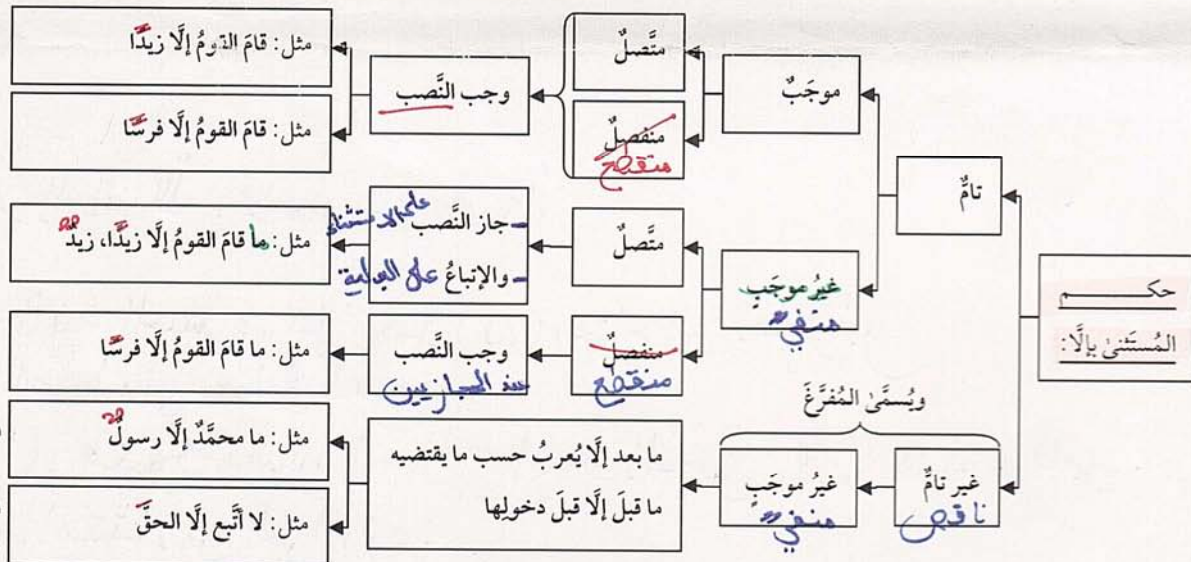 حكم
المُستثنىٰ بإلَّا:
تامٌّ
موجَبٌ
متَّصلٌ
منفصلٌ
منقطع
وجب النَّصب
مثل: قامَ القومُ إلَّا زيدًا
مثل: قامَ القومُ إلَّا فرسًا
غيرُ موجَبٍ
منفي
متَّصلٌ
- جاز النَّصب على الاستثناء
- والإتباعُ على البدلية
مثل: ما قامَ القومُ إلَّا زيدًا، زيدٌ
منفصلٌ
منقطع
وجب النَّصب
عند الحجازيين
مثل: ما قامَ القومُ إلَّا فرسًا
ويُسمَّىٰ المُفرَّغَ
غير تامٌّ
ناقص
غيرُ موجَبٍ
منفي
ما بعد إلَّا يُعربُ حسب ما يقتضيه
ما قبلَ إلَّا قبلَ دخولِها
مثل: ما محمَّدٌ إلَّا رسولٌ
مثل: لا أتَّبع إلَّا الحقَّ